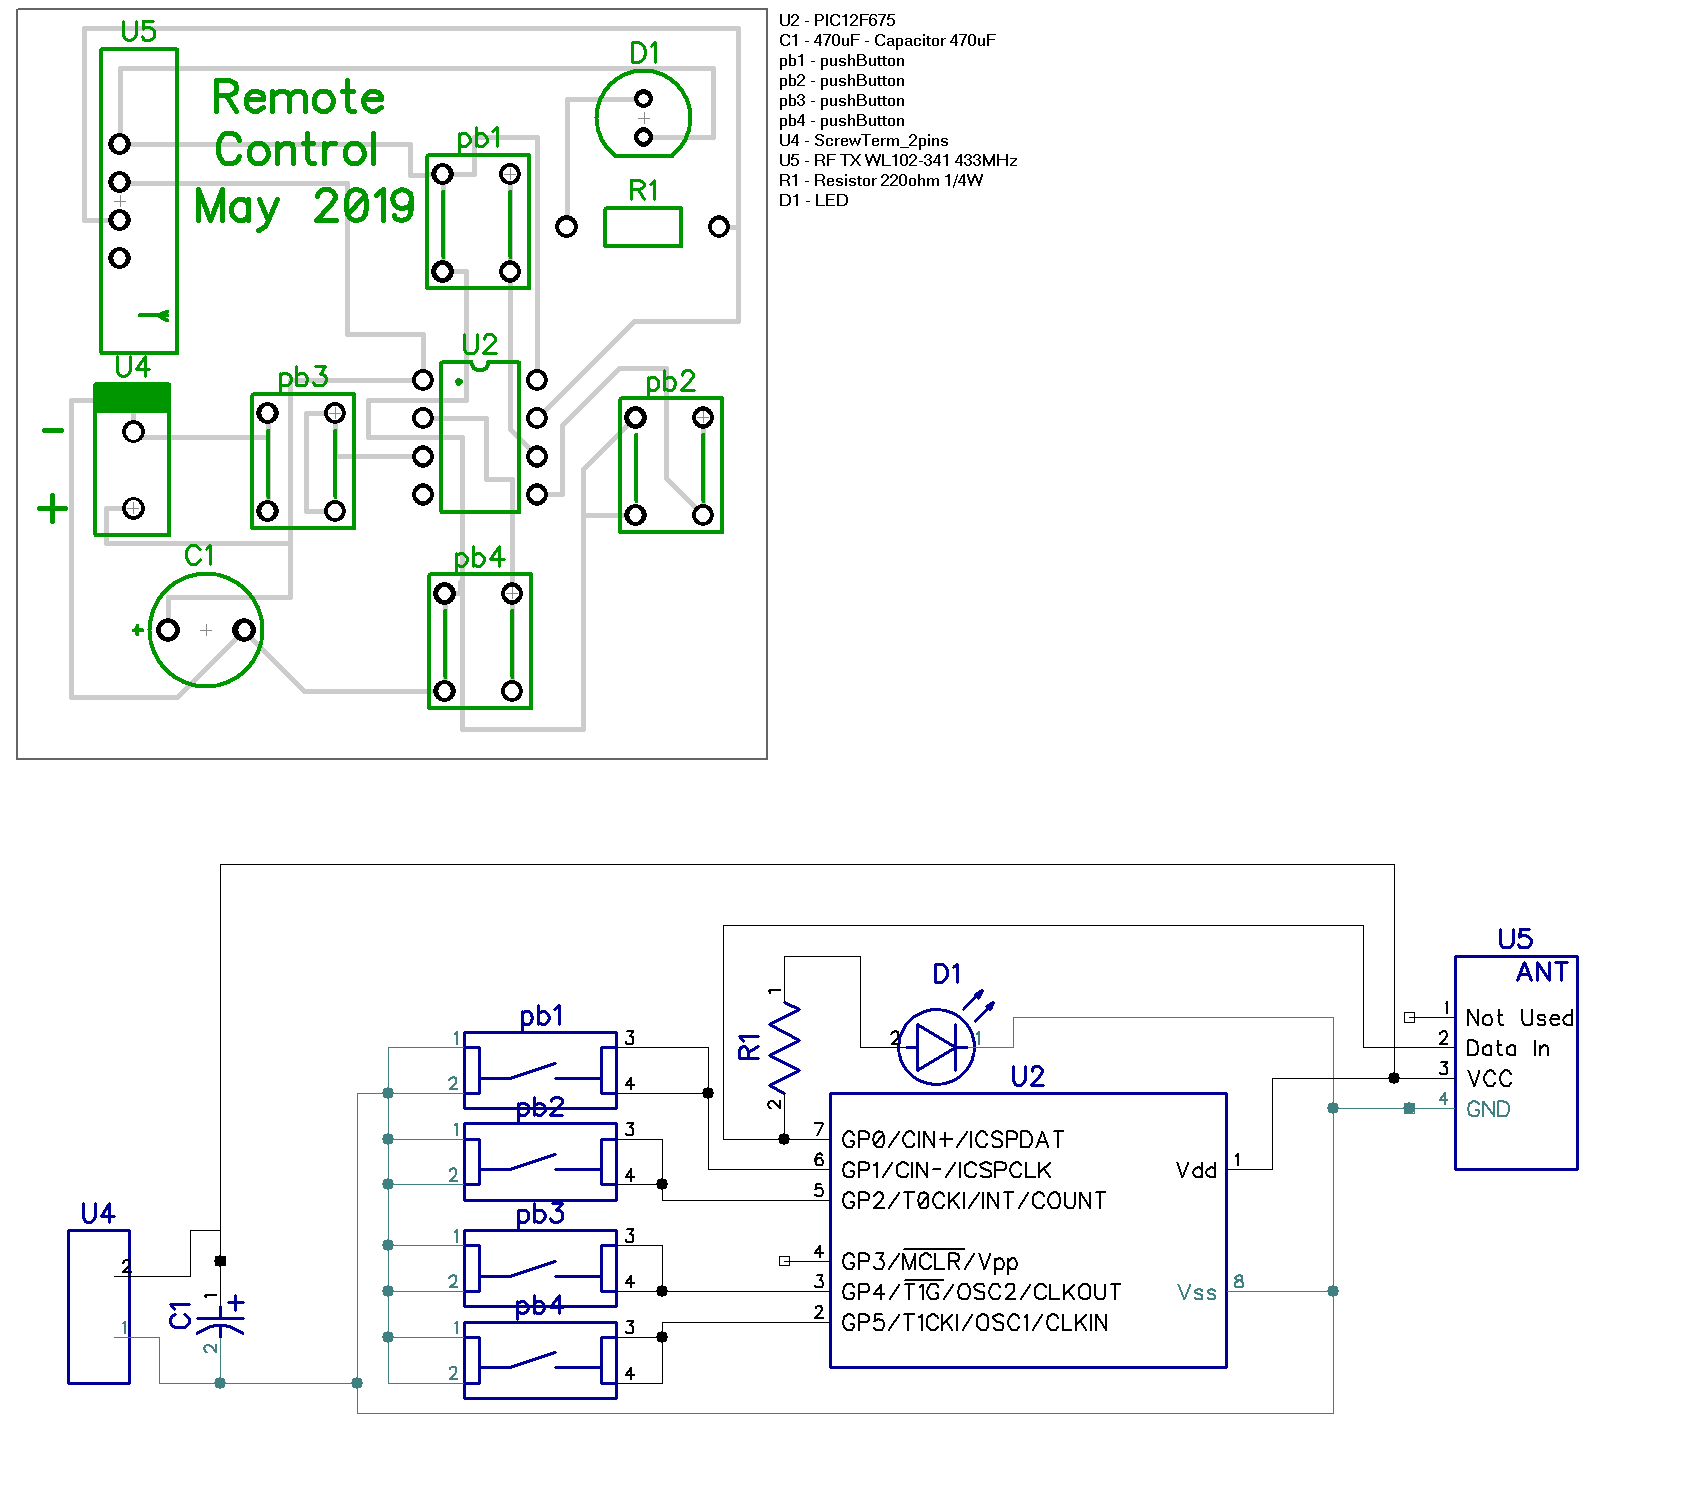 U5
D1
Remote
Control
May 2019
pb1
R1
U2
U4
pb3
pb2
-
+
C1
pb4
+
U2 - PIC12F675
C1 - 470uF - Capacitor 470uF
pb1 - pushButton
pb2 - pushButton
pb3 - pushButton
pb4 - pushButton
U4 - ScrewTerm_2pins
U5 - RF TX WL102-341 433MHz
R1 - Resistor 220ohm 1/4W
D1 - LED
U5
ANT
1 Not Used
2 Data In
3 VCC
4 GND
D1
2 1
R1
1
2
U2
7 GP0/CIN+/ICSPDAT
6 GP1/CIN-/ICSPCLK
5 GP2/T0CKI/INT/COUNT
4 GP3/MCLR/Vpp
3 GP4/T1G/OSC2/CLKOUT
2 GP5/T1CKI/OSC1/CLKIN
Vdd 1
Vss 8
pb1
1 3
2 4
pb2
1 3
2 4
pb3
1 3
2 4
pb4
1 3
2 4
U4
2
1
C1
1 +
2